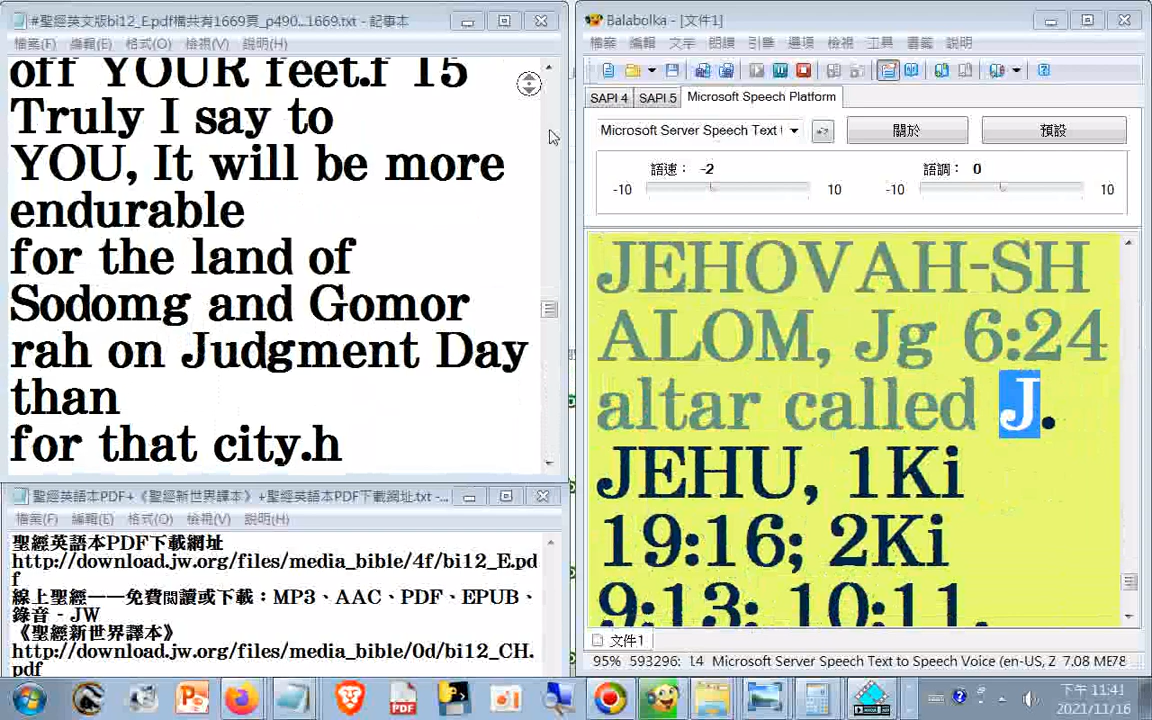 #聖經英文版bi12_E.pdf檔共有1669頁_p490...1669.txt - 記事本
檔案(F) 編輯(E) 格式(O) 檢視(V) 說明(H)
off YOUR feet.f 15
Truly I say to
YOU, It will be more
endurable
for the land of
Sodomg and Gomor
rah on Judgment Day
than
for that city.h
聖經英語本PDF+《聖經新世界譯本》+聖經英語本PDF下載網址.txt -...
檔案(F) 編輯(E) 格式(O) 檢視(V) 說明(H)
聖經英語本PDF下載網址
http://download.jw.org/files/media_bible/4f/bi12_E.pd
f
線上聖經——免費閱讀或下載：MP3、AAC、PDF、EPUB、
錄音 - JW
《聖經新世界譯本》
http://download.jw.org/files/media_bible/0d/bi12_CH.
pdf
Balabolka - [文件1]
檔案 編輯 文字 朗讀 引擎 選項 檢視 工具 書籤 說明
SAPI 4 SAPI 5 Microsoft Speech Platform
Microsoft Server Speech Text 關於 預設
語速： -2 語調： 0
-10 10 -10 10
JEHOVAH-SH
ALOM, Jg 6:24
altar called J.
JEHU, 1Ki
19:16; 2Ki
9:13; 10:11,
文件1
95% 593296: 14 Microsoft Server Speech Text to Speech Voice (en-US, Z 7.08 ME78
下午 11:41
2021/11/16